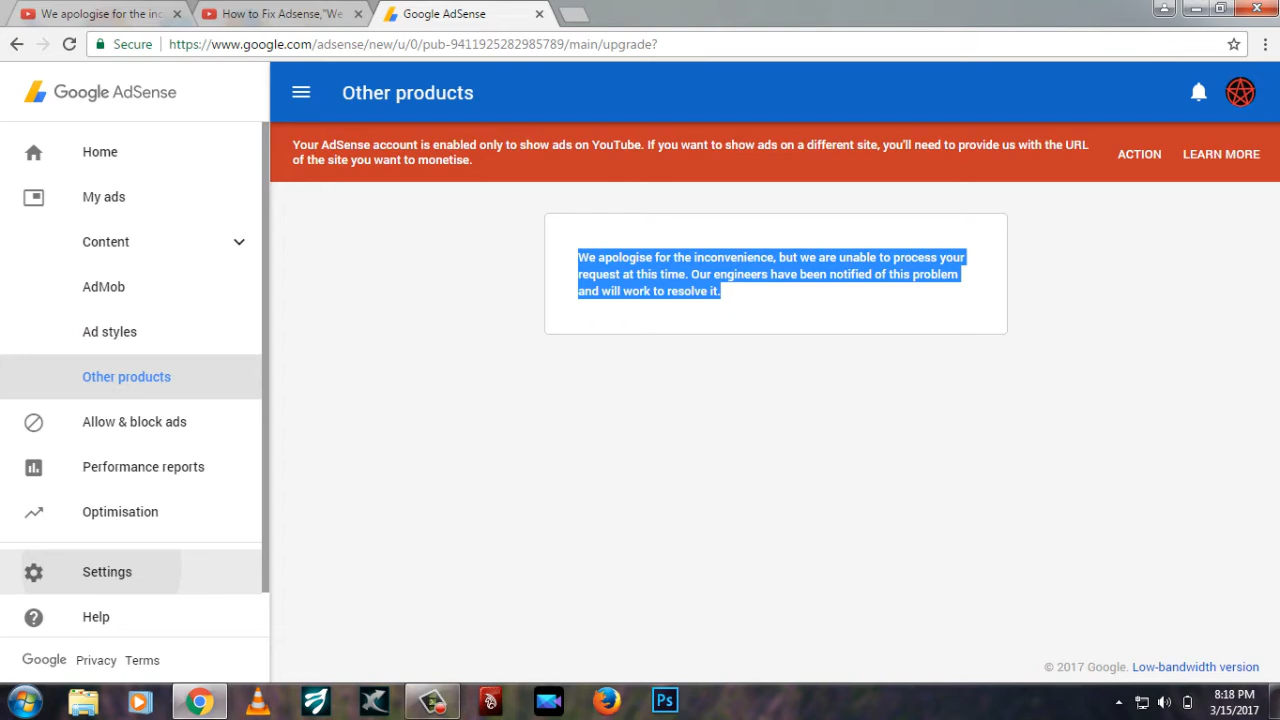 We apologise for the inc
How to Fix Adsense,"We
Google AdSense
Secure
https://www.google.com/adsense/new/u/0/pub-9411925282985789/main/upgrade?
Google AdSense
Other products
Your AdSense account is enabled only to show ads on YouTube. If you want to show ads on a different site, you'll need to provide us with the URL
of the site you want to monetise.
ACTION
LEARN MORE
Home
My ads
Content
AdMob
Ad styles
Other products
Allow & block ads
Performance reports
Optimisation
Settings
Help
Google Privacy Terms
We apologise for the inconvenience, but we are unable to process your
request at this time. Our engineers have been notified of this problem
and will work to resolve it.
© 2017 Google. Low-bandwidth version
Ps
8:18 PM
3/15/2017